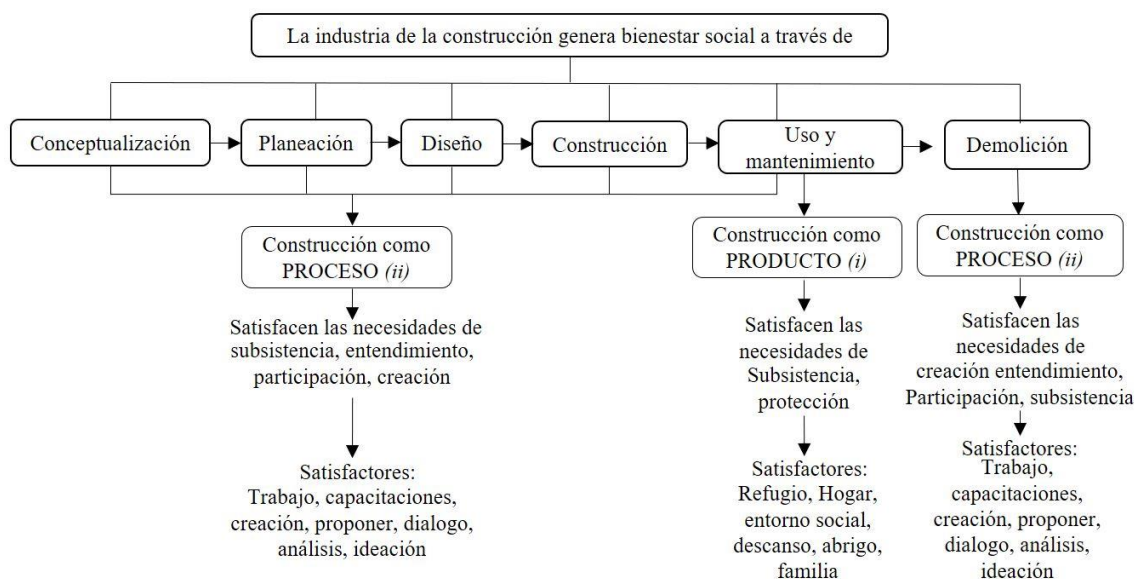 La industria de la construcción genera bienestar social a través de
Conceptualización
Planeación
Diseño
Construcción
Uso y
mantenimiento
Demolición
Construcción como
PROCESO (ii)
Satisfacen las necesidades de
subsistencia, entendimiento,
participación, creación
Satisfactores:
Trabajo, capacitaciones,
creación, proponer, dialogo,
análisis, ideación
Construcción como
PRODUCTO (i)
Satisfacen las
necesidades de
Subsistencia,
protección
Satisfactores:
Refugio, Hogar,
entorno social,
descanso, abrigo,
familia
Construcción como
PROCESO (ii)
Satisfacen las
necesidades de
creación entendimiento,
Participación, subsistencia
Satisfactores:
Trabajo,
capacitaciones,
creación, proponer,
dialogo, análisis,
ideación